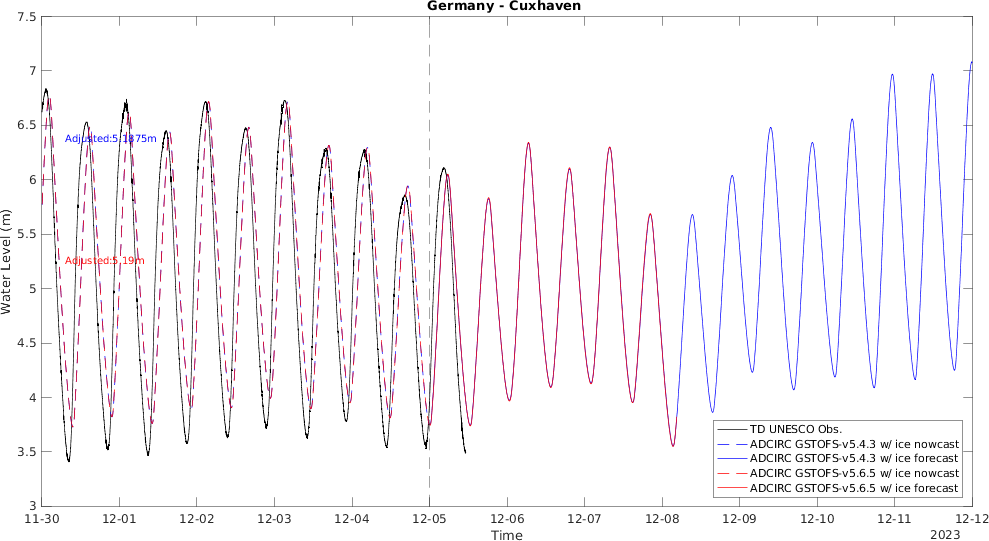 Germany - Cuxhaven
7.5
7
6.5
6
5.5
5
4.5
4
3.5
3
Water Level (m)
Adjusted:5.1875m
Adjusted:5.19m
TD UNESCO Obs.
ADCIRC GSTOFS-v5.4.3 w/ ice nowcast
ADCIRC GSTOFS-v5.4.3 w/ ice forecast
ADCIRC GSTOFS-v5.6.5 w/ ice nowcast
ADCIRC GSTOFS-v5.6.5 w/ ice forecast
11-30 12-01 12-02 12-03 12-04 12-05 12-06 12-07 12-08 12-09 12-10 12-11 12-12
Time
2023